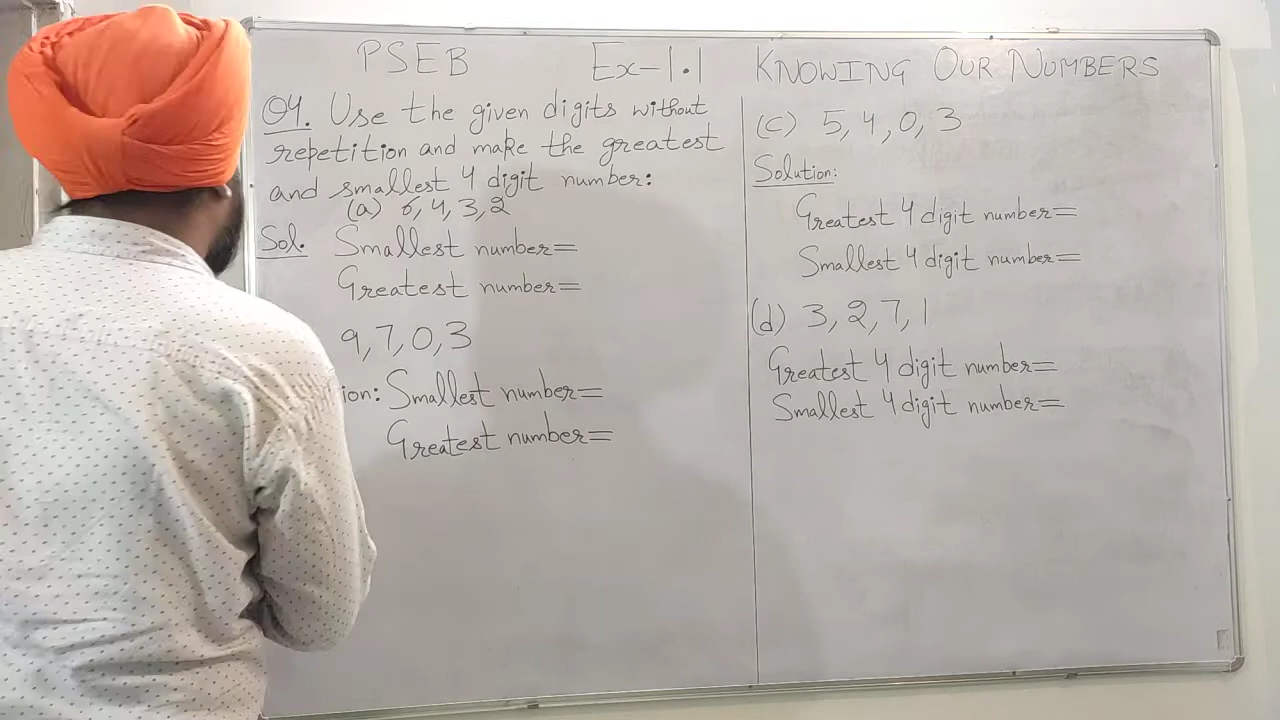 PSEB Ex-1.1 KNOWING OUR NUMBERS
Q4. Use the given digits without
repetition and make the greatest
and smallest 4 digit number:
(a) 6, 4, 3, 2
Sol. Smallest number=
Greatest number=
9, 7, 0, 3
ion: Smallest number=
Greatest number=
(c) 5, 4, 0, 3
Solution:
Greatest 4 digit number=
Smallest 4 digit number=
(d) 3, 2, 7, 1
Greatest 4 digit number=
Smallest 4 digit number=